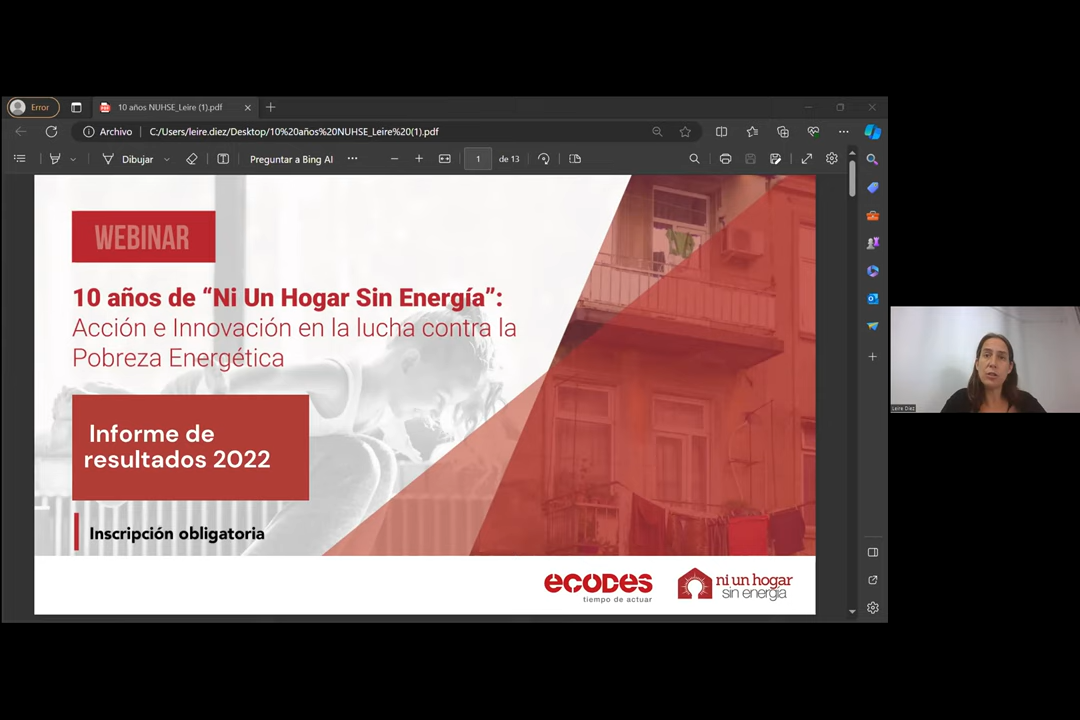 Error
10 años NUHSE_Leire (1).pdf
Archivo
C:/Users/leire.diez/Desktop/10%20años%20NUHSE_Leire%20(1).pdf
Dibujar
Preguntar a Bing AI
1
de 13
WEBINAR
10 años de “Ni Un Hogar Sin Energía”:
Acción e Innovación en la lucha contra la
Pobreza Energética
Informe de
resultados 2022
Inscripción obligatoria
ecodes
tiempo de actuar
ni un hogar
sin energía
Leire Diez